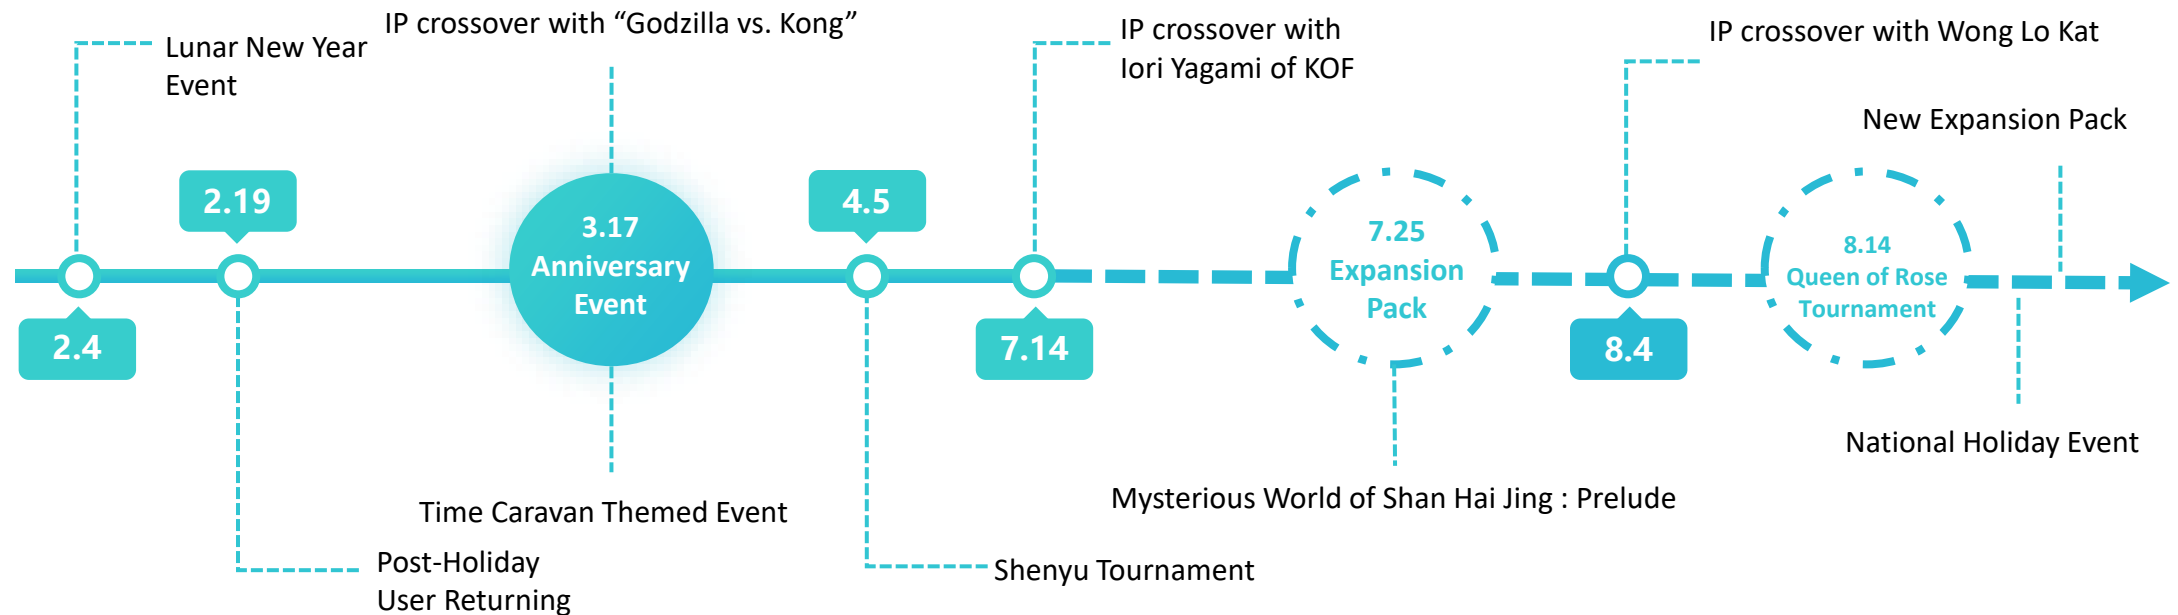 IP crossover with “Godzilla vs. Kong”
Lunar New Year
Event
IP crossover with
Iori Yagami of KOF
IP crossover with Wong Lo Kat
New Expansion Pack
2.19
4.5
3.17
Anniversary
Event
7.25
Expansion
Pack
8.14
Queen of Rose
Tournament
2.4
7.14
8.4
National Holiday Event
Mysterious World of Shan Hai Jing : Prelude
Time Caravan Themed Event
Post-Holiday
User Returning
Shenyu Tournament